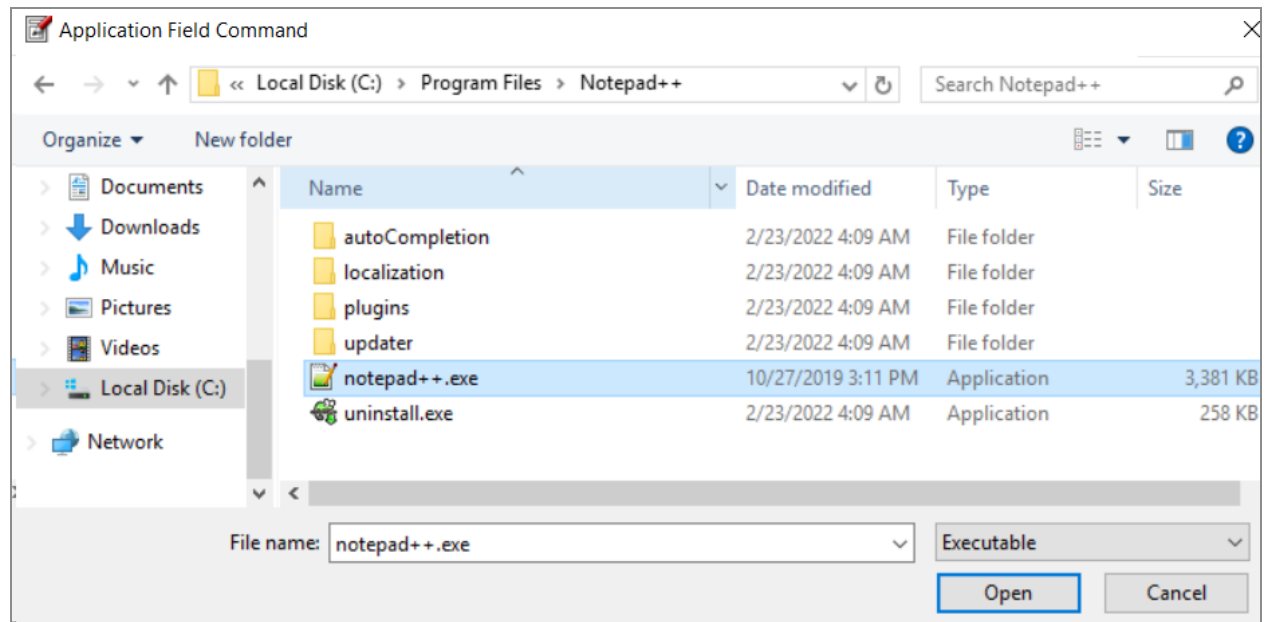 Application Field Command
« Local Disk (C:) › Program Files › Notepad++ Search Notepad++
Organize New folder
Name Date modified Type Size
Documents
Downloads
Music
Pictures
Videos
Local Disk (C:)
Network
autoCompletion 2/23/2022 4:09 AM File folder
localization 2/23/2022 4:09 AM File folder
plugins 2/23/2022 4:09 AM File folder
updater 2/23/2022 4:09 AM File folder
notepad++.exe 10/27/2019 3:11 PM Application 3,381 KB
uninstall.exe 2/23/2022 4:09 AM Application 258 KB
File name: notepad++.exe Executable
Open Cancel